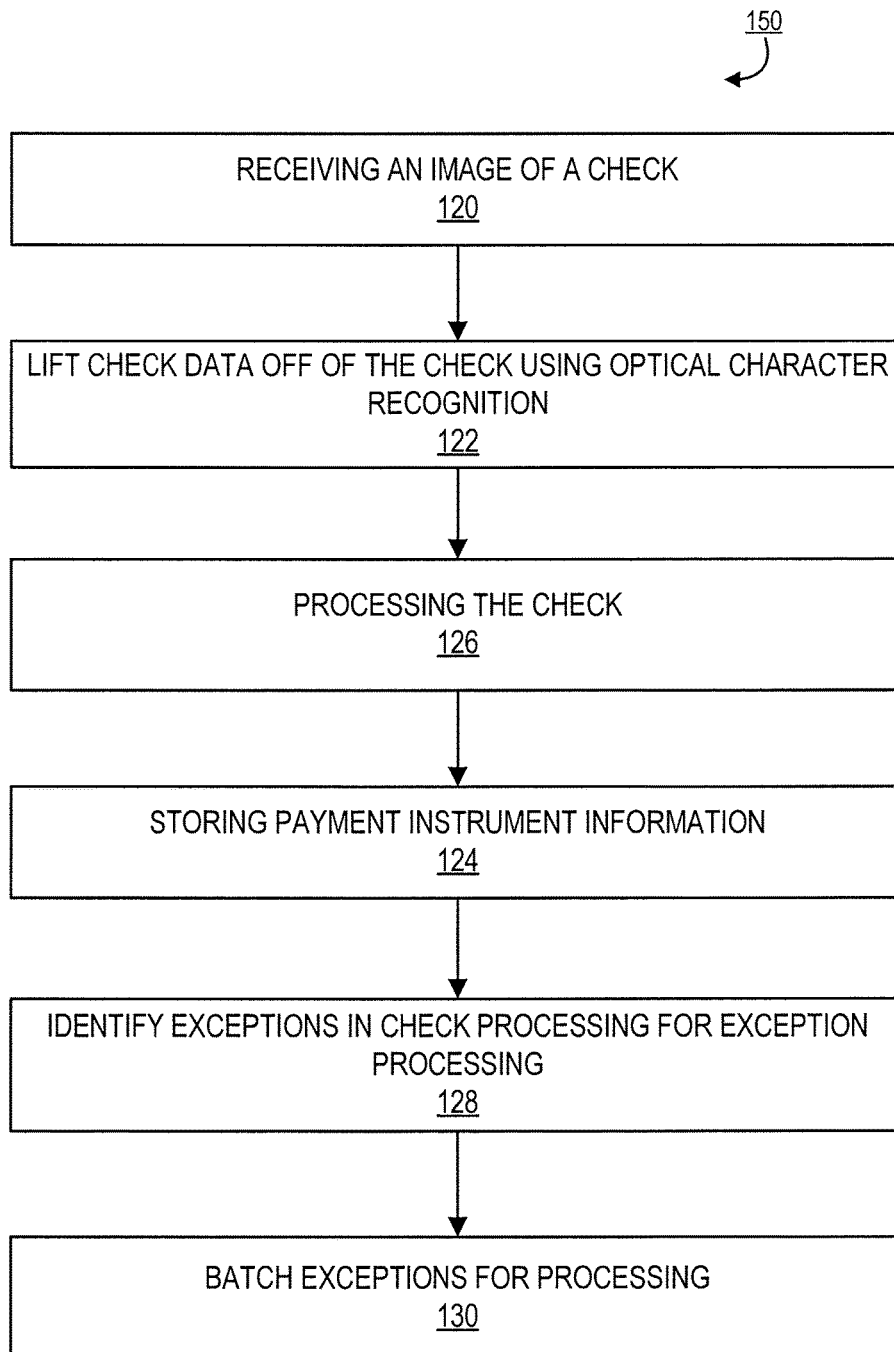 150
RECEIVING AN IMAGE OF A CHECK
120
LIFT CHECK DATA OFF OF THE CHECK USING OPTICAL CHARACTER
RECOGNITION
122
PROCESSING THE CHECK
126
STORING PAYMENT INSTRUMENT INFORMATION
124
IDENTIFY EXCEPTIONS IN CHECK PROCESSING FOR EXCEPTION
PROCESSING
128
BATCH EXCEPTIONS FOR PROCESSING
130